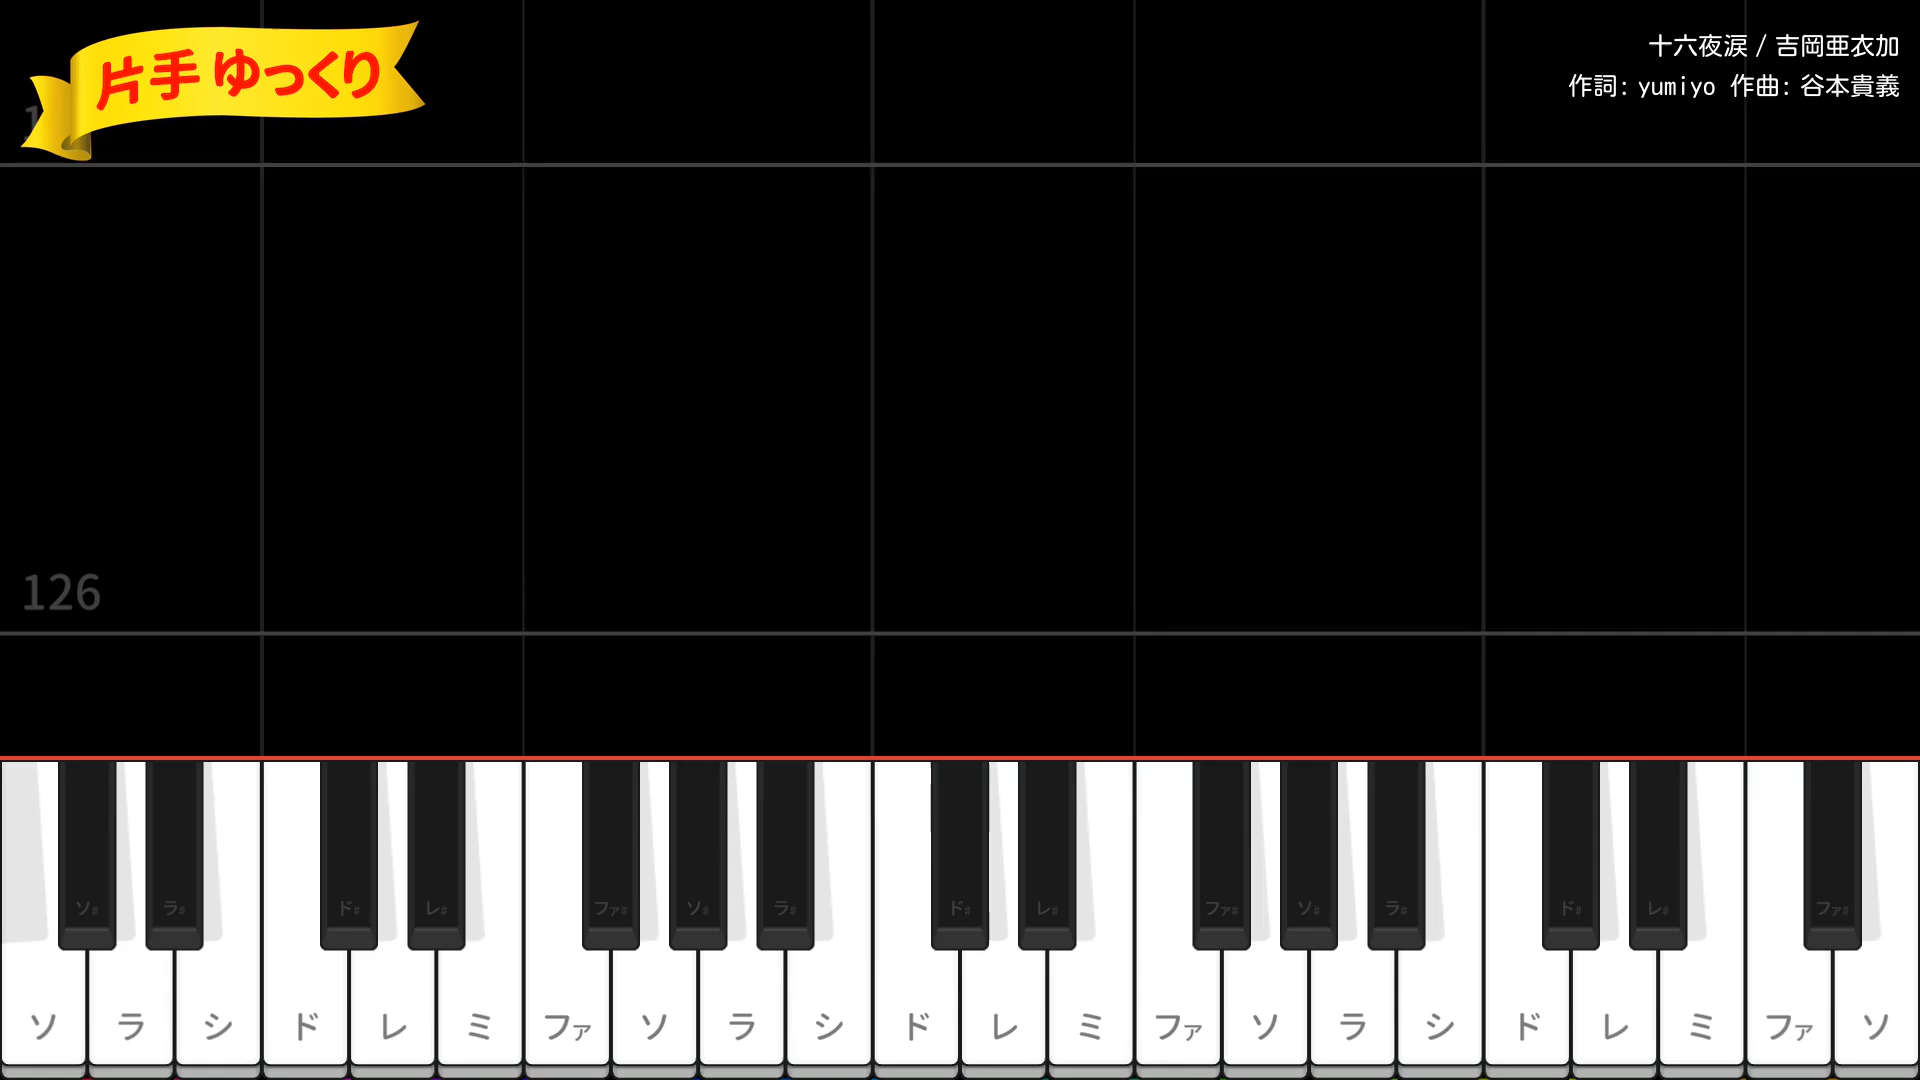 片手 ゆっくり
十六夜涙 / 吉岡亜衣加
作詞: yumiyo 作曲: 谷本貴義
126
ソ# ラ# ド# レ# ファ# ソ# ラ# ド# レ# ファ# ソ# ラ# ド# レ# ファ#
ソ ラ シ ド レ ミ ファ ソ ラ シ ド レ ミ ファ ソ ラ シ ド レ ミ ファ ソ